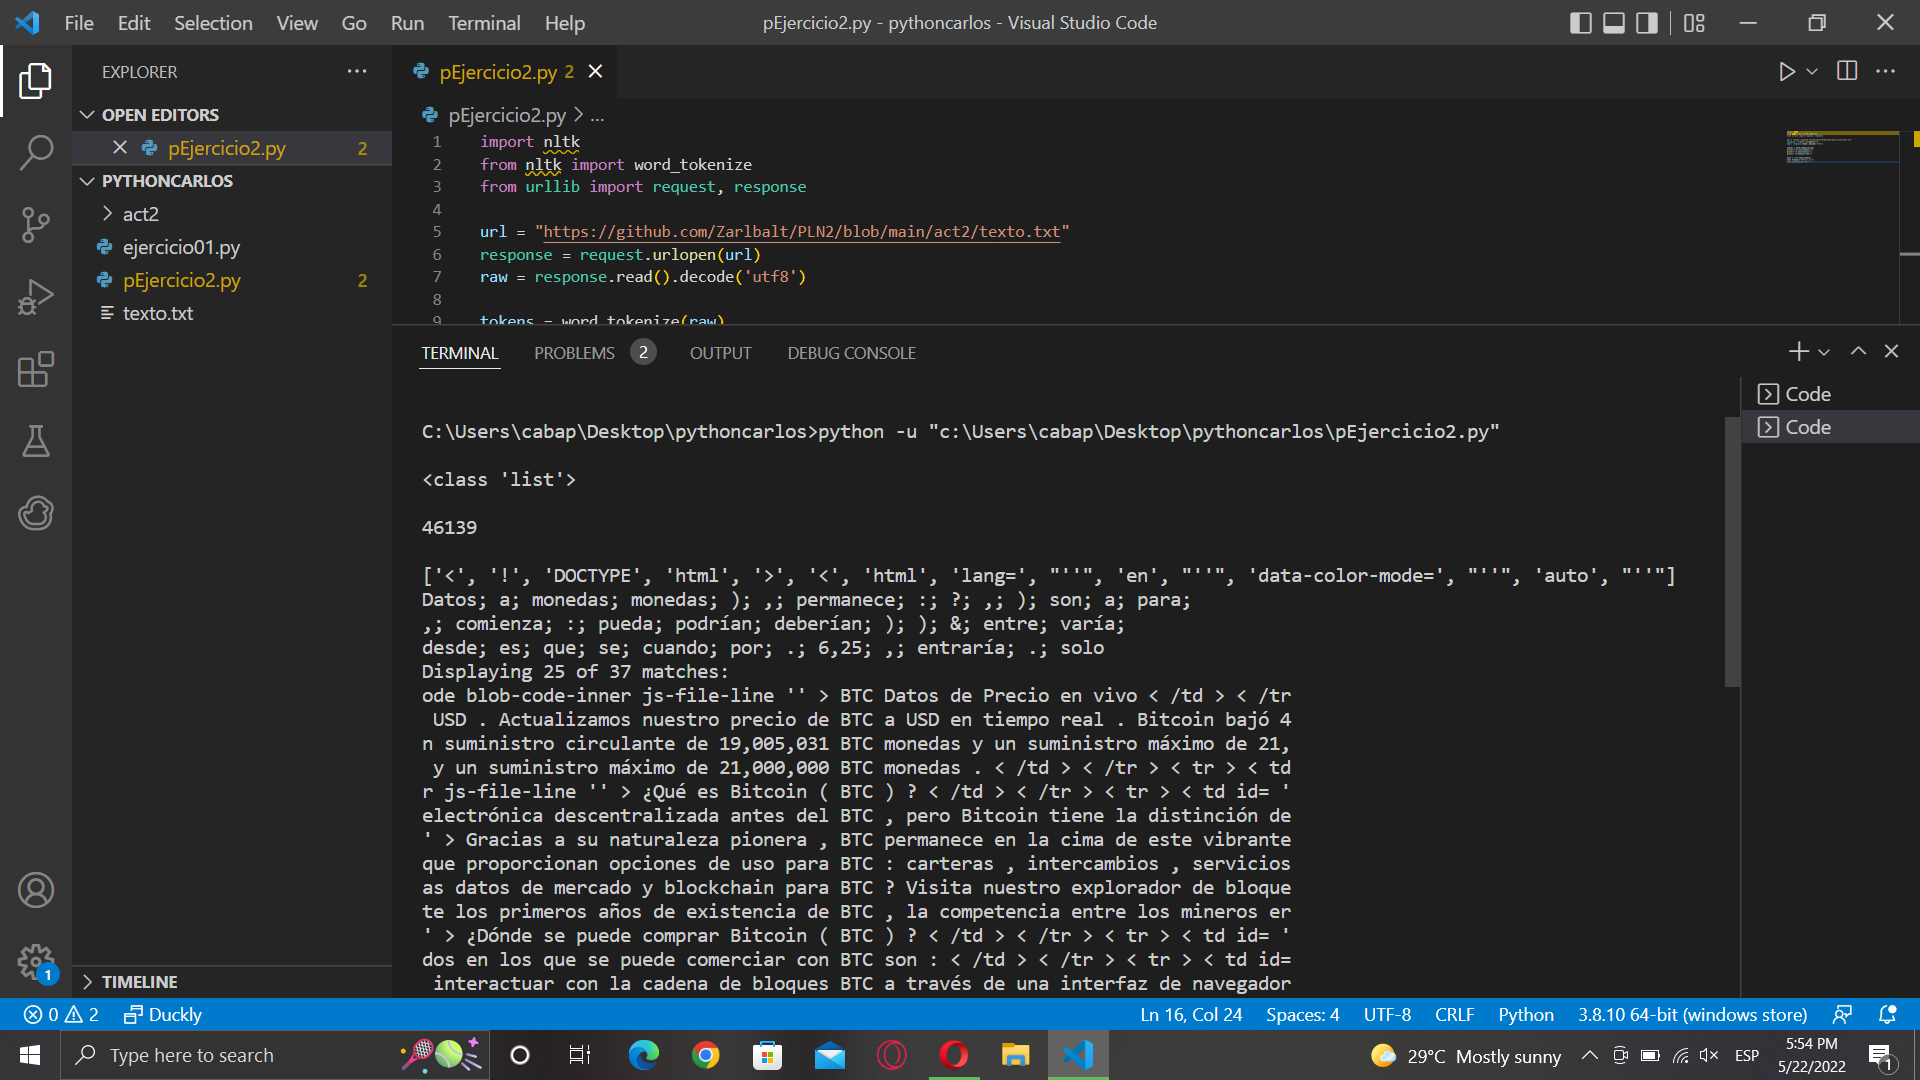 File Edit Selection View Go Run Terminal Help
pEjercicio2.py - pythoncarlos - Visual Studio Code
EXPLORER
OPEN EDITORS
pEjercicio2.py 2
PYTHONCARLOS
act2
ejercicio01.py
pEjercicio2.py 2
texto.txt
TIMELINE
pEjercicio2.py 2
pEjercicio2.py > ...
1 import nltk
2 from nltk import word_tokenize
3 from urllib import request, response
4
5 url = "https://github.com/Zarlbalt/PLN2/blob/main/act2/texto.txt"
6 response = request.urlopen(url)
7 raw = response.read().decode('utf8')
8
9 tokens = word_tokenize(raw)
TERMINAL PROBLEMS 2 OUTPUT DEBUG CONSOLE
Code
Code
C:\Users\cabap\Desktop\pythoncarlos>python -u "c:\Users\cabap\Desktop\pythoncarlos\pEjercicio2.py"
<class 'list'>
46139
['<', '!', 'DOCTYPE', 'html', '>', '<', 'html', 'lang=', "''", 'en', "''", 'data-color-mode=', "''", 'auto', "''"]
Datos; a; monedas; monedas; ); ,; permanece; :; ?; ,; ); son; a; para;
,; comienza; :; pueda; podrían; deberían; ); ); &; entre; varía;
desde; es; que; se; cuando; por; .; 6,25; ,; entraría; .; solo
Displaying 25 of 37 matches:
ode blob-code-inner js-file-line '' > BTC Datos de Precio en vivo < /td > < /tr
USD . Actualizamos nuestro precio de BTC a USD en tiempo real . Bitcoin bajó 4
n suministro circulante de 19,005,031 BTC monedas y un suministro máximo de 21,
y un suministro máximo de 21,000,000 BTC monedas . < /td > < /tr > < tr > < td
r js-file-line '' > ¿Qué es Bitcoin ( BTC ) ? < /td > < /tr > < tr > < td id= '
electrónica descentralizada antes del BTC , pero Bitcoin tiene la distinción de
' > Gracias a su naturaleza pionera , BTC permanece en la cima de este vibrante
que proporcionan opciones de uso para BTC : carteras , intercambios , servicios
as datos de mercado y blockchain para BTC ? Visita nuestro explorador de bloque
te los primeros años de existencia de BTC , la competencia entre los mineros er
' > ¿Dónde se puede comprar Bitcoin ( BTC ) ? < /td > < /tr > < tr > < td id= '
dos en los que se puede comerciar con BTC son : < /td > < /tr > < tr > < td id=
interactuar con la cadena de bloques BTC a través de una interfaz de navegador
1
0 2 Duckly
Ln 16, Col 24 Spaces: 4 UTF-8 CRLF Python 3.8.10 64-bit (windows store)
Type here to search
29°C Mostly sunny
ESP
5:54 PM
5/22/2022
1